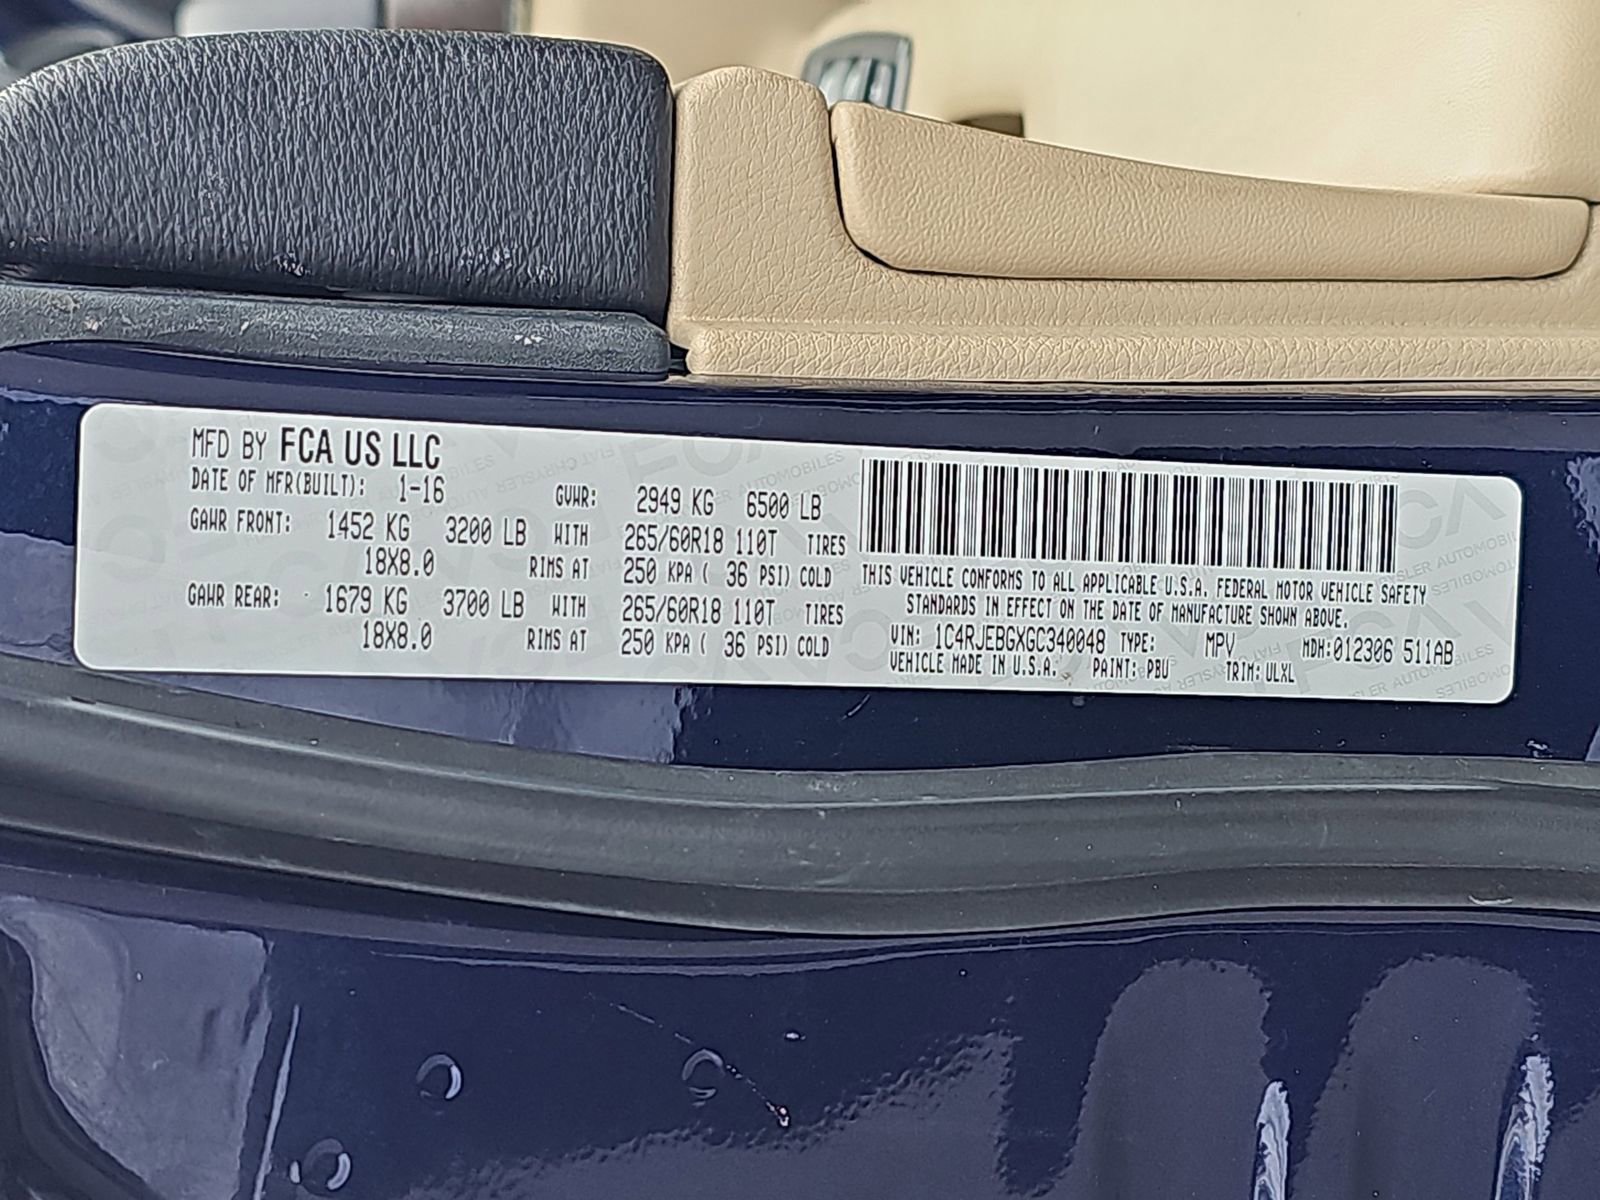 MFD BY FCA US LLC
DATE OF MFR(BUILT): 1-16 GVWR: 2949 KG 6500 LB
GAWR FRONT: 1452 KG 3200 LB WITH 265/60R18 110T TIRES
18X8.0 RIMS AT 250 KPA ( 36 PSI) COLD
GAWR REAR: 1679 KG 3700 LB WITH 265/60R18 110T TIRES
18X8.0 RIMS AT 250 KPA ( 36 PSI) COLD
THIS VEHICLE CONFORMS TO ALL APPLICABLE U.S.A. FEDERAL MOTOR VEHICLE SAFETY
STANDARDS IN EFFECT ON THE DATE OF MANUFACTURE SHOWN ABOVE.
VIN: 1C4RJEBGXGC340048 TYPE: MPV MDH:012306 511AB
VEHICLE MADE IN U.S.A. PAINT: PBU TRIM: ULXL